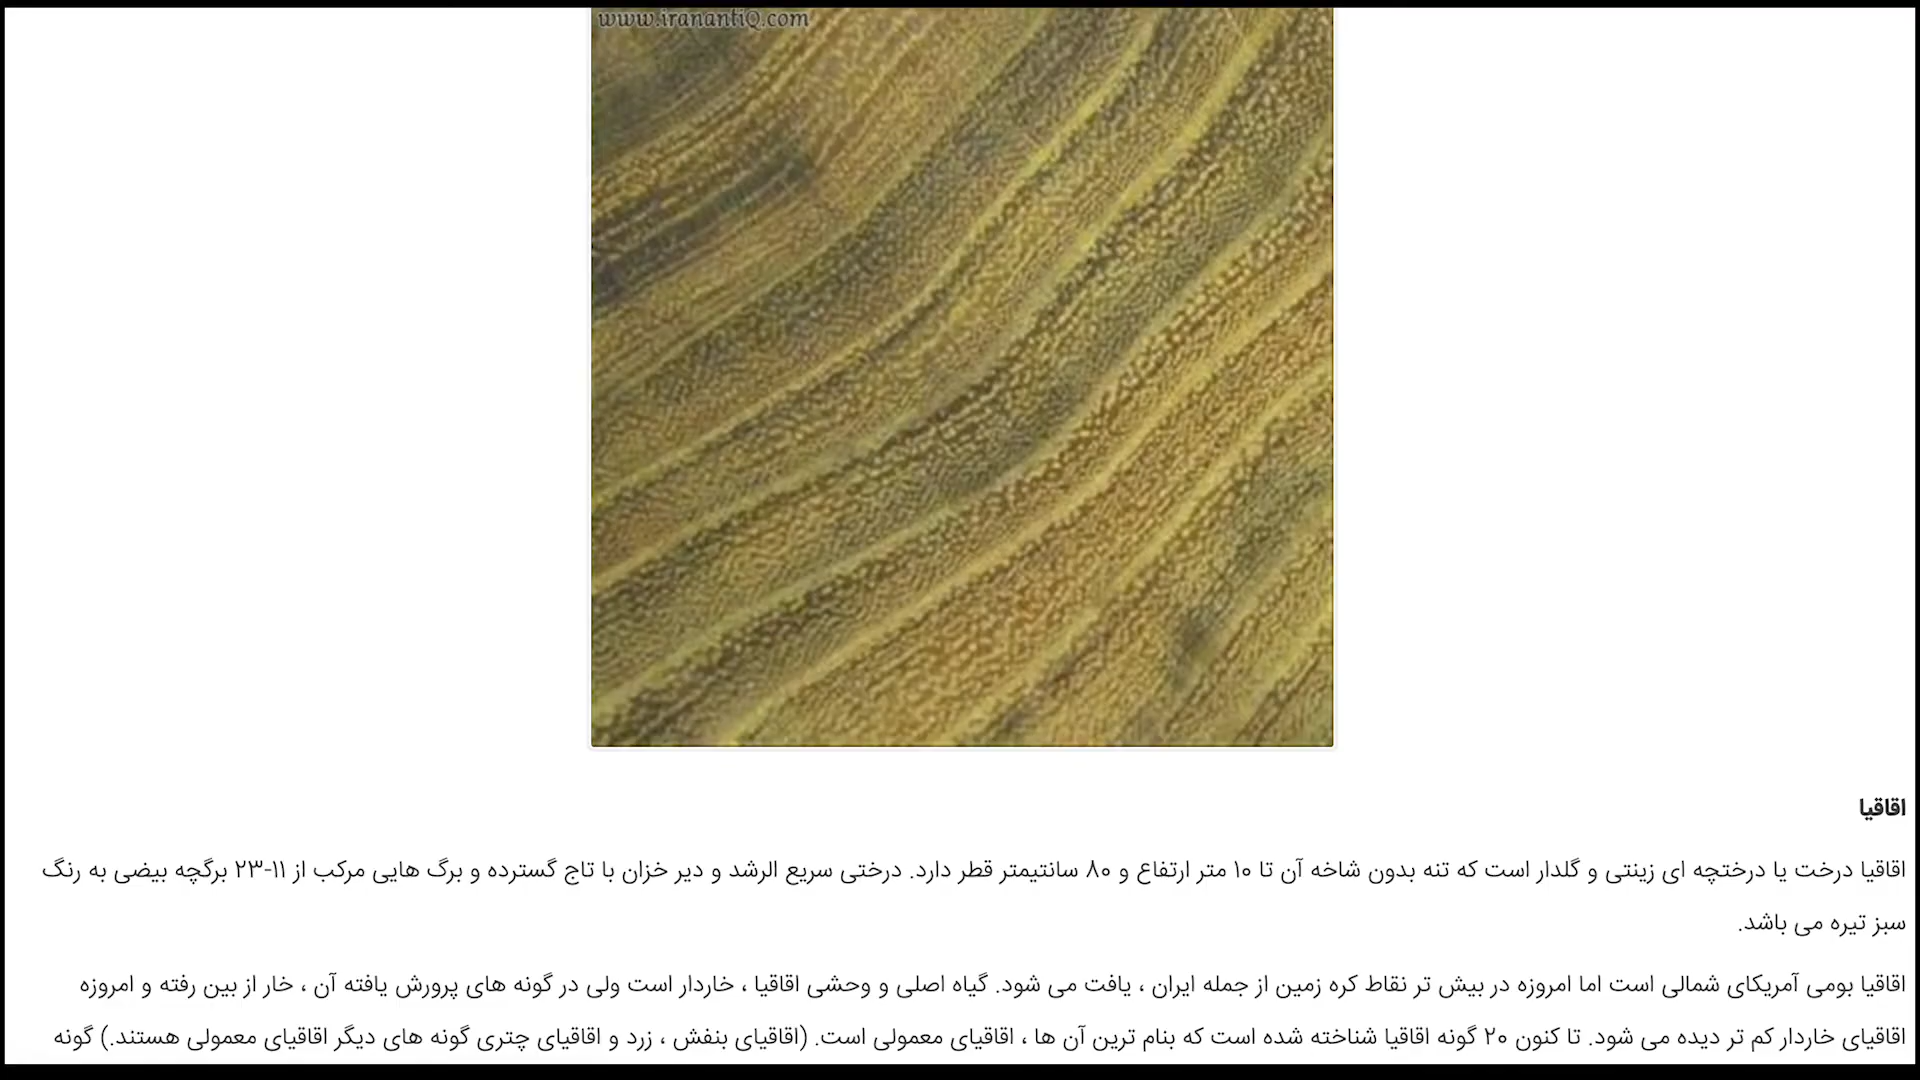 www.iranantiQ.com
اقاقیا
اقاقیا درخت یا درختچه ای زینتی و گلدار است که تنه بدون شاخه آن تا ۱۰ متر ارتفاع و ۸۰ سانتیمتر قطر دارد. درختی سریع الرشد و دیر خزان با تاج گسترده و برگ هایی مرکب از ۱۱-۲۳ برگچه بیضی به رنگ
سبز تیره می باشد.
اقاقیا بومی آمریکای شمالی است اما امروزه در بیش تر نقاط کره زمین از جمله ایران ، یافت می شود. گیاه اصلی و وحشی اقاقیا ، خاردار است ولی در گونه های پرورش یافته آن ، خار از بین رفته و امروزه
اقاقیای خاردار کم تر دیده می شود. تا کنون ۲۰ گونه اقاقیا شناخته شده است که بنام ترین آن ها ، اقاقیای معمولی است. (اقاقیای بنفش ، زرد و اقاقیای چتری گونه های دیگر اقاقیای معمولی هستند.) گونه